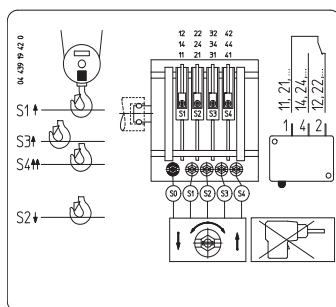 04 439 19 42 0
S1
S3
S4
S2
12 22 32 42
14 24 34 44
11 21 31 41
S1 S2 S3 S4
S0 S1 S2 S3 S4
11, 21...
14, 24...
12, 22...
1 4 2